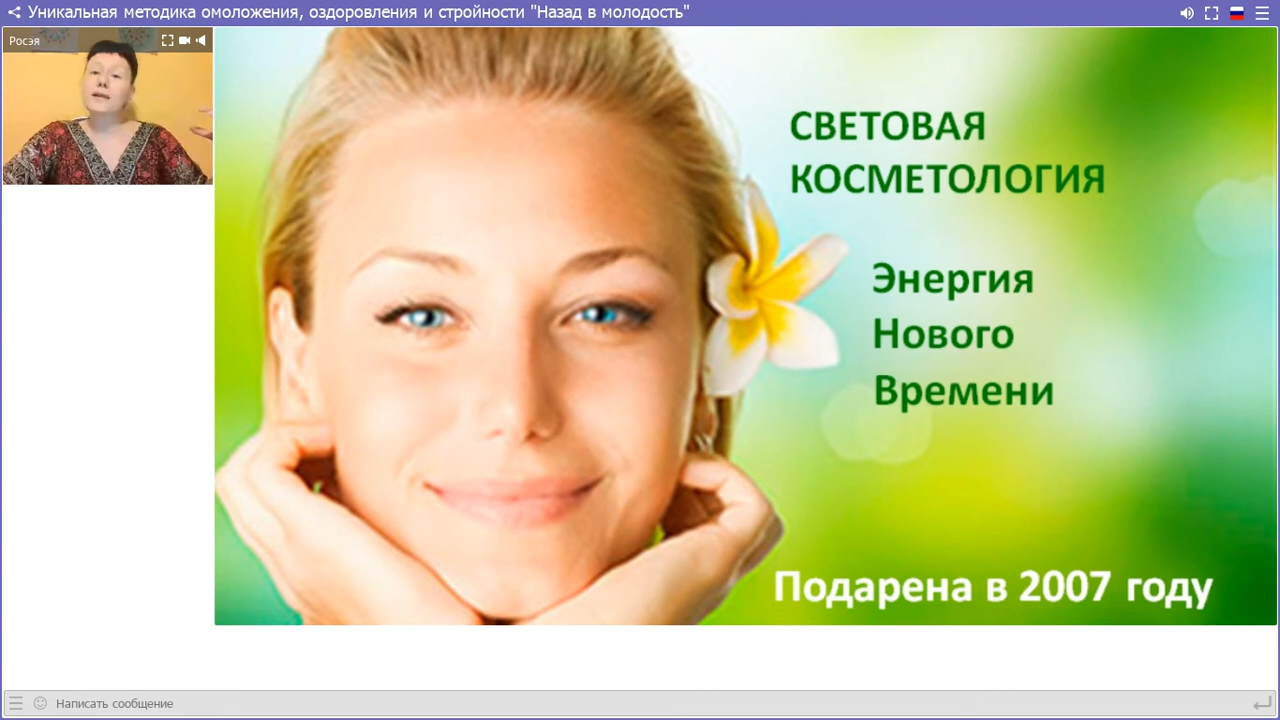 Уникальная методика омоложения, оздоровления и стройности "Назад в молодость"
Росэя
СВЕТОВАЯ
КОСМЕТОЛОГИЯ
Энергия
Нового
Времени
Подарена в 2007 году
Написать сообщение